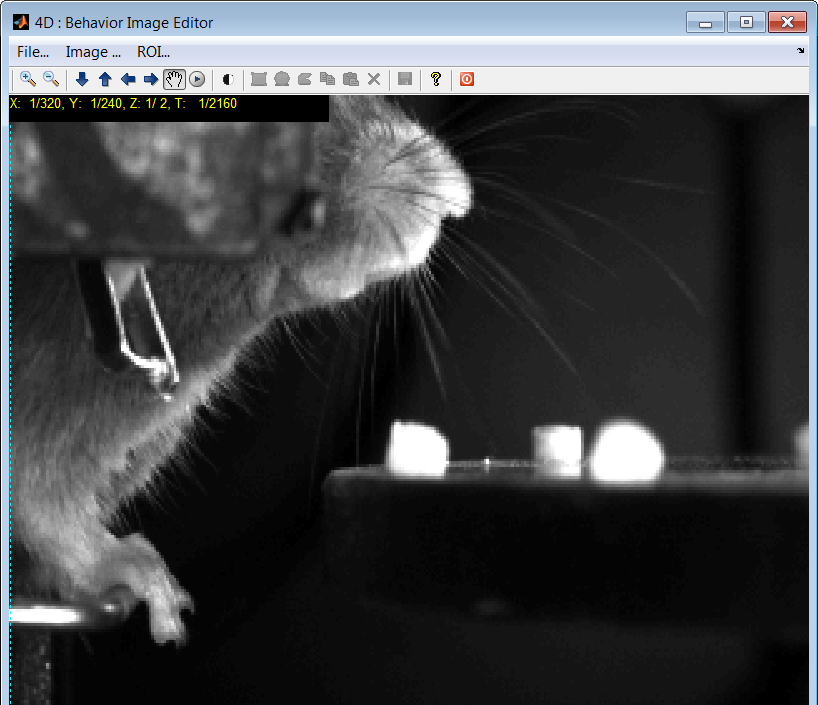 4D : Behavior Image Editor
File... Image ... ROI...
X: 1/320, Y: 1/240, Z: 1/ 2, T: 1/2160